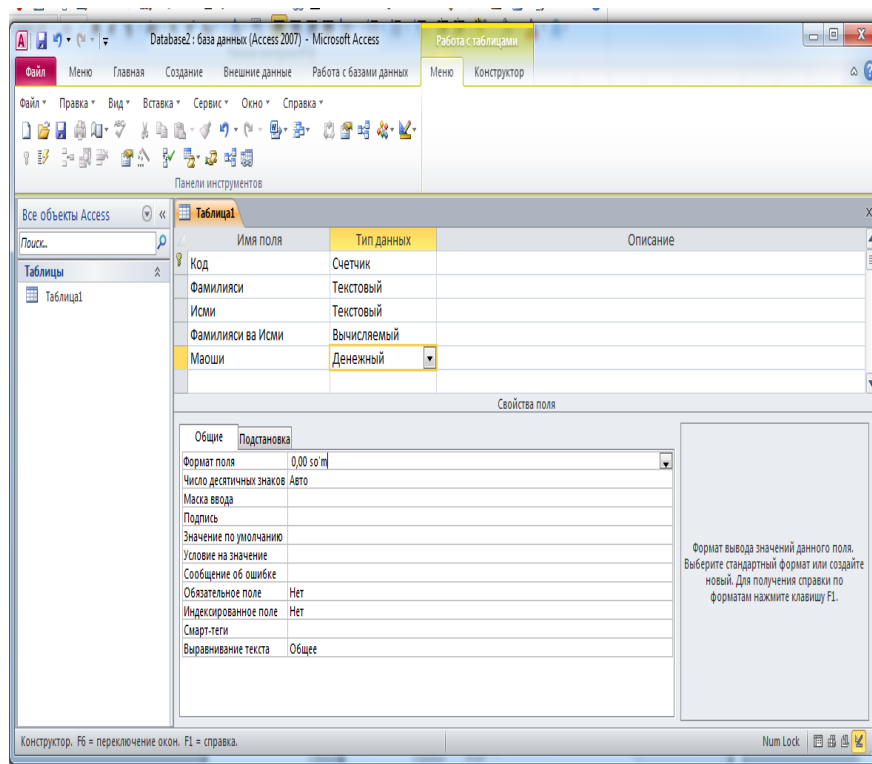 Database2 : база данных (Access 2007) - Microsoft Access
Работа с таблицами
Файл Меню Главная Создание Внешние данные Работа с базами данных Меню Конструктор
Файл Правка Вид Вставка Сервис Окно Справка
Панели инструментов
Все объекты Access
Таблица1
Поиск...
Имя поля Тип данных Описание
Таблицы
Таблица1
Код Счетчик
Фамилияси Текстовый
Исми Текстовый
Фамилияси ва Исми Вычисляемый
Маоши Денежный
Свойства поля
Общие Подстановка
Формат поля 0,00 so'm
Число десятичных знаков Авто
Маска ввода
Подпись
Значение по умолчанию
Условие на значение
Сообщение об ошибке
Обязательное поле Нет
Индексированное поле Нет
Смарт-теги
Выравнивание текста Общее
Формат вывода значений данного поля.
Выберите стандартный формат или создайте
новый. Для получения справки по
форматам нажмите клавишу F1.
Конструктор. F6 = переключение окон. F1 = справка.
Num Lock